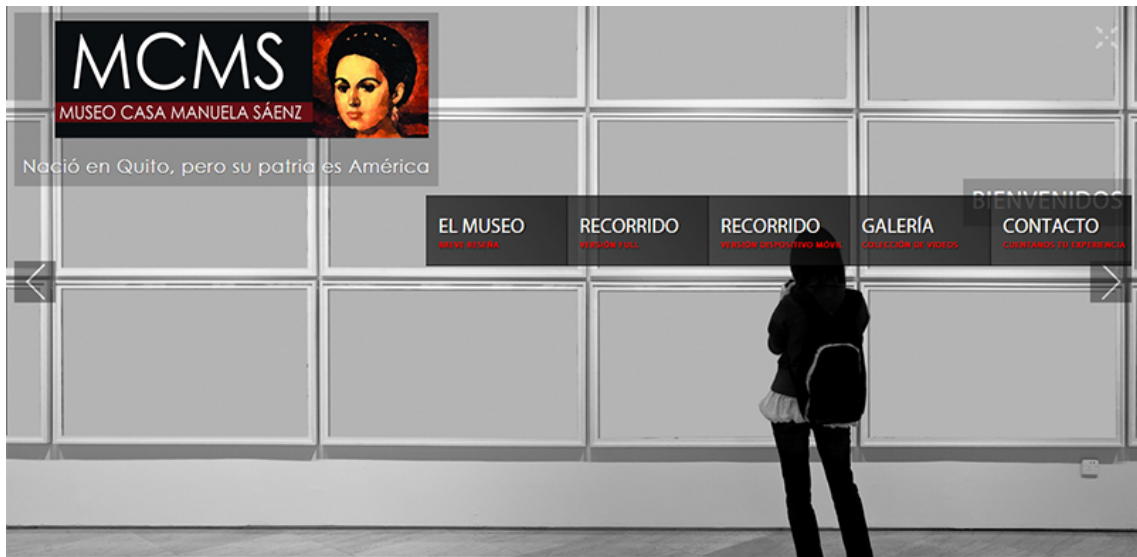 MCMS
MUSEO CASA MANUELA SÁENZ
Nació en Quito, pero su patria es América
BIENVENIDOS
EL MUSEO
BREVE RESEÑA
RECORRIDO
VERSIÓN FULL
RECORRIDO
VERSIÓN DISPOSITIVO MÓVIL
GALERÍA
COLECCIÓN DE VIDEOS
CONTACTO
CUENTANOS TU EXPERIENCIA